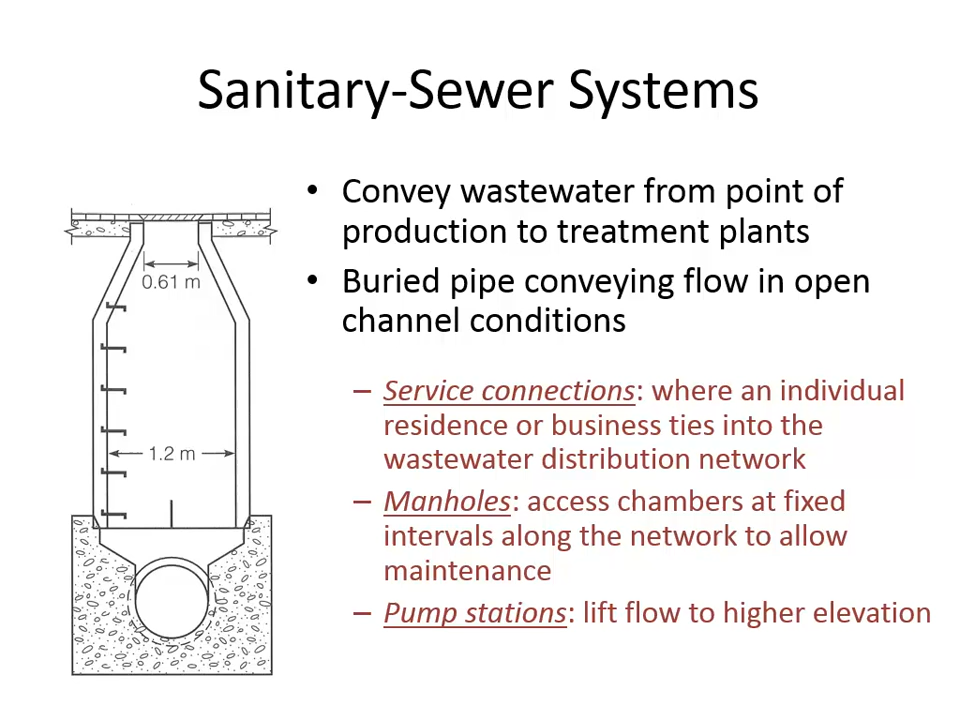 Sanitary-Sewer Systems
• Convey wastewater from point of
production to treatment plants
• Buried pipe conveying flow in open
channel conditions
– Service connections: where an individual
residence or business ties into the
wastewater distribution network
– Manholes: access chambers at fixed
intervals along the network to allow
maintenance
– Pump stations: lift flow to higher elevation
0.61 m
1.2 m